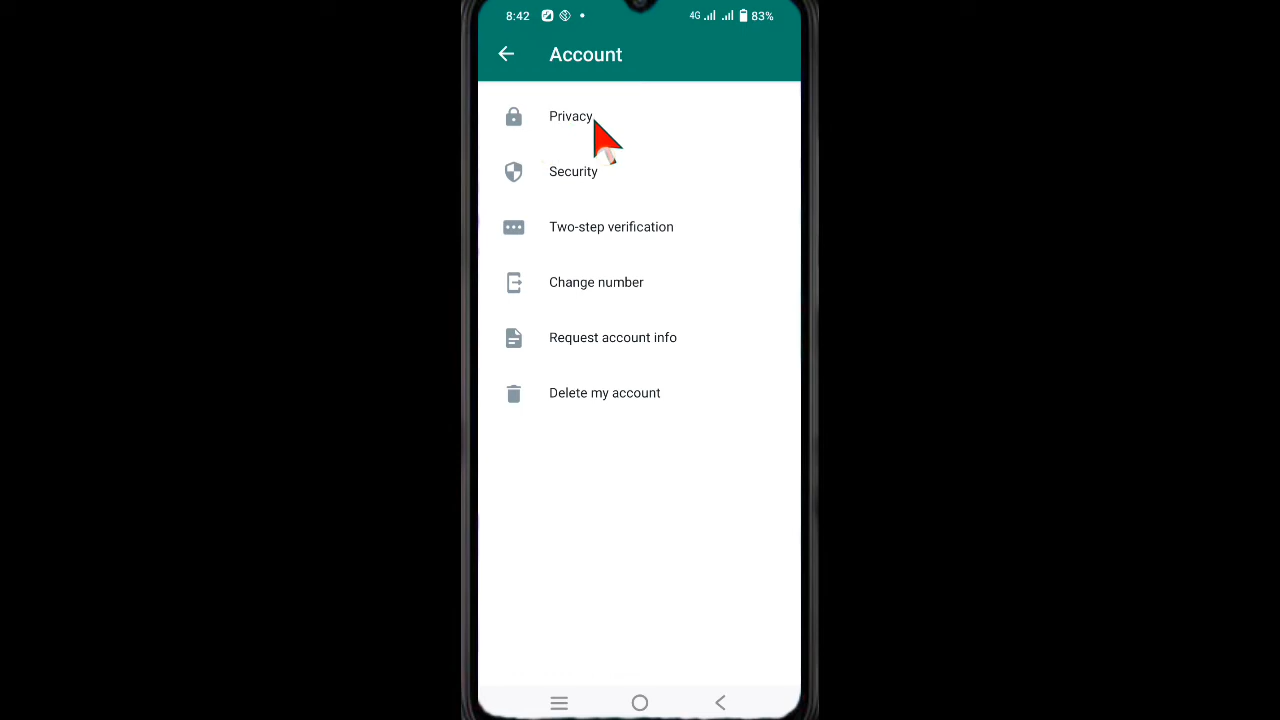 8:42 4G 83%
Account
Privacy
Security
Two-step verification
Change number
Request account info
Delete my account